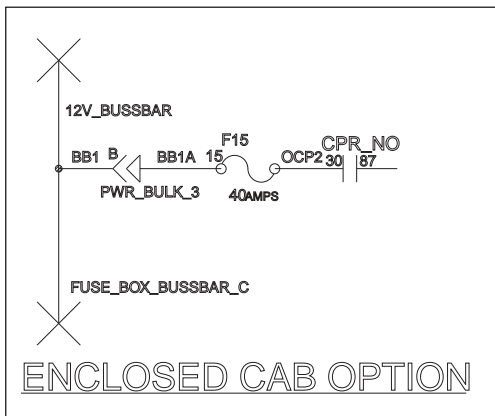 12V_BUSSBAR
F15
CPR_NO
BB1 B BB1A 15 OCP2 30 87
PWR_BULK_3 40AMPS
FUSE_BOX_BUSSBAR_C
ENCLOSED CAB OPTION